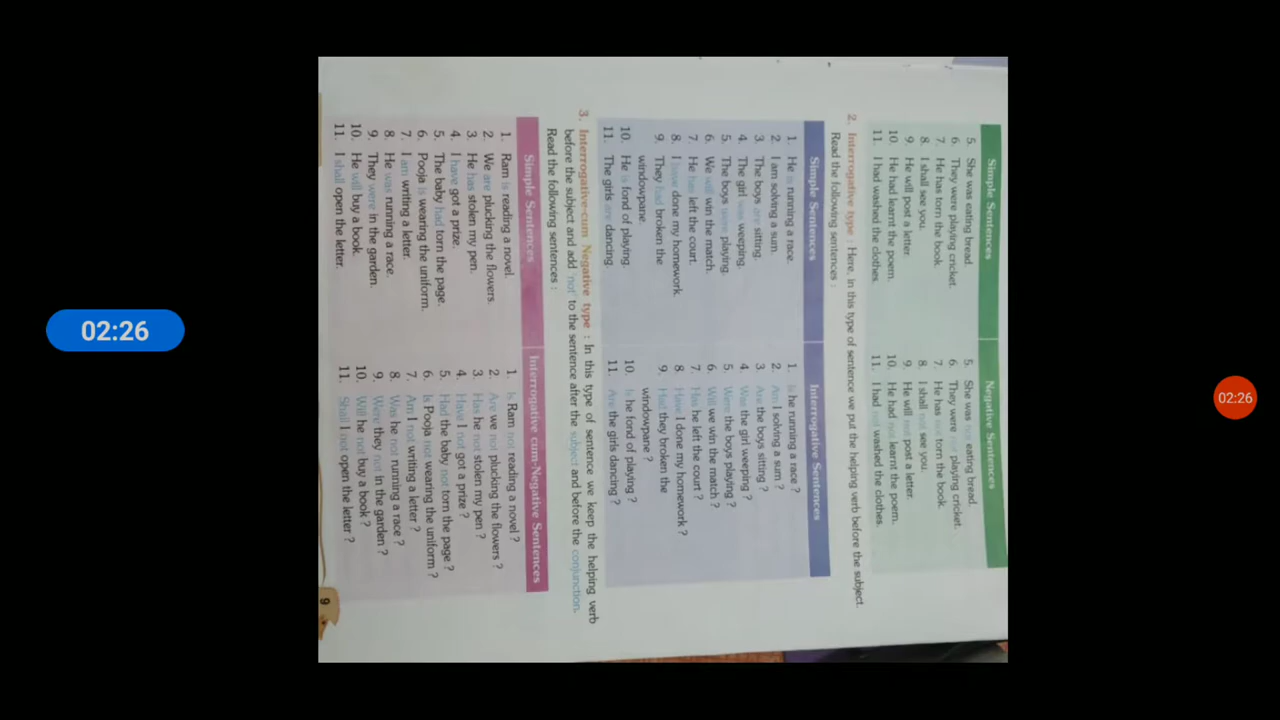 02:26
02:26
Simple Sentences
Negative Sentences
5. She was eating bread.
5. She was not eating bread.
6. They were playing cricket.
6. They were not playing cricket.
7. He has torn the book.
7. He has not torn the book.
8. I shall see you.
8. I shall not see you.
9. He will post a letter.
9. He will not post a letter.
10. He had learnt the poem.
10. He had not learnt the poem.
11. I had washed the clothes.
11. I had not washed the clothes.
2. Interrogative type : Here, in this type of sentence we put the helping verb before the subject.
Read the following sentences :
Simple Sentences
Interrogative Sentences
1. He is running a race.
1. Is he running a race ?
2. I am solving a sum.
2. Am I solving a sum ?
3. The boys are sitting.
3. Are the boys sitting ?
4. The girl was weeping.
4. Was the girl weeping ?
5. The boys were playing.
5. Were the boys playing ?
6. We will win the match.
6. Will we win the match ?
7. He has left the court.
7. Has he left the court ?
8. I have done my homework.
8. Have I done my homework ?
9. They had broken the
windowpane.
9. Had they broken the
windowpane ?
10. He is fond of playing.
10. Is he fond of playing ?
11. The girls are dancing.
11. Are the girls dancing ?
3. Interrogative-cum Negative type : In this type of sentence we keep the helping verb
before the subject and add 'not' to the sentence after the subject and before the conjunction.
Read the following sentences :
Simple Sentences
Interrogative cum-Negative Sentences
1. Ram is reading a novel.
1. Is Ram not reading a novel ?
2. We are plucking the flowers.
2. Are we not plucking the flowers ?
3. He has stolen my pen.
3. Has he not stolen my pen ?
4. I have got a prize.
4. Have I not got a prize ?
5. The baby had torn the page.
5. Had the baby not torn the page ?
6. Pooja is wearing the uniform.
6. Is Pooja not wearing the uniform ?
7. I am writing a letter.
7. Am I not writing a letter ?
8. He was running a race.
8. Was he not running a race ?
9. They were in the garden.
9. Were they not in the garden ?
10. He will buy a book.
10. Will he not buy a book ?
11. I shall open the letter.
11. Shall I not open the letter ?
9